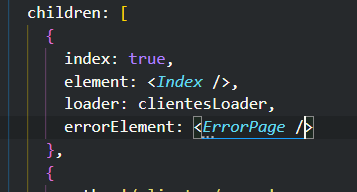 children: [
{
index: true,
element: <Index />,
loader: clientesLoader,
errorElement: <ErrorPage />
},
{